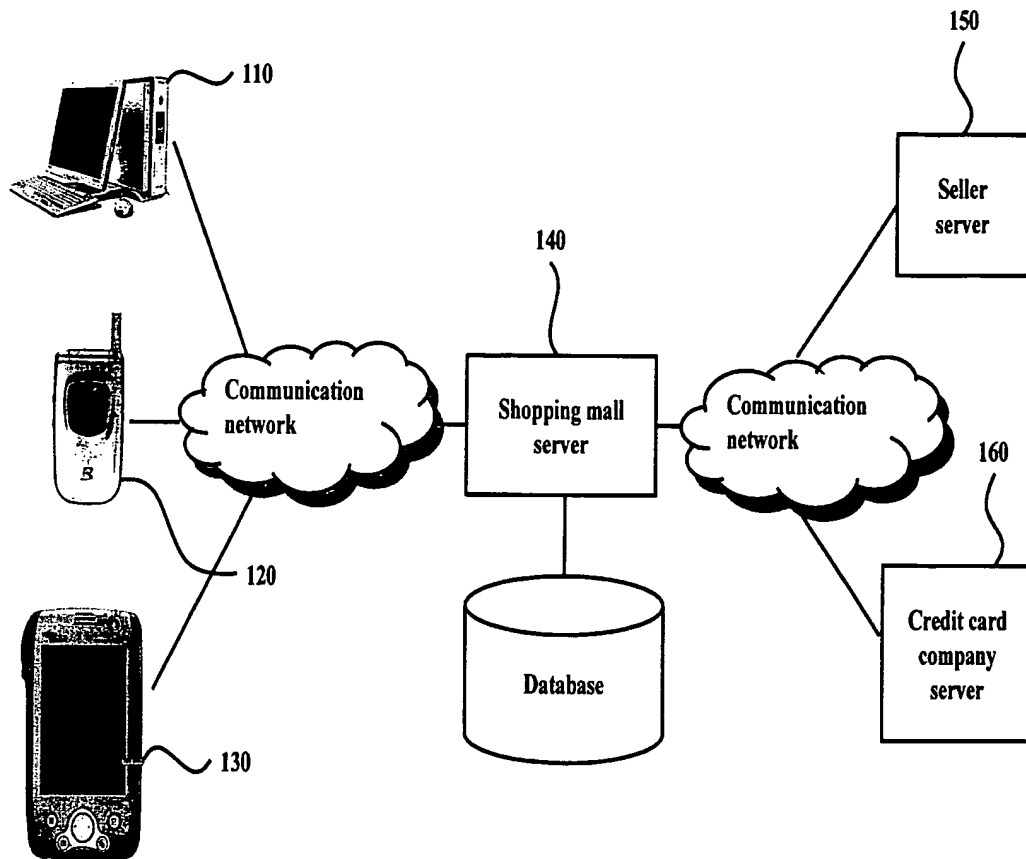 150
110
Seller
server
140
Communication
network
Shopping mall
server
Communication
network
160
120
Credit card
company
server
Database
130